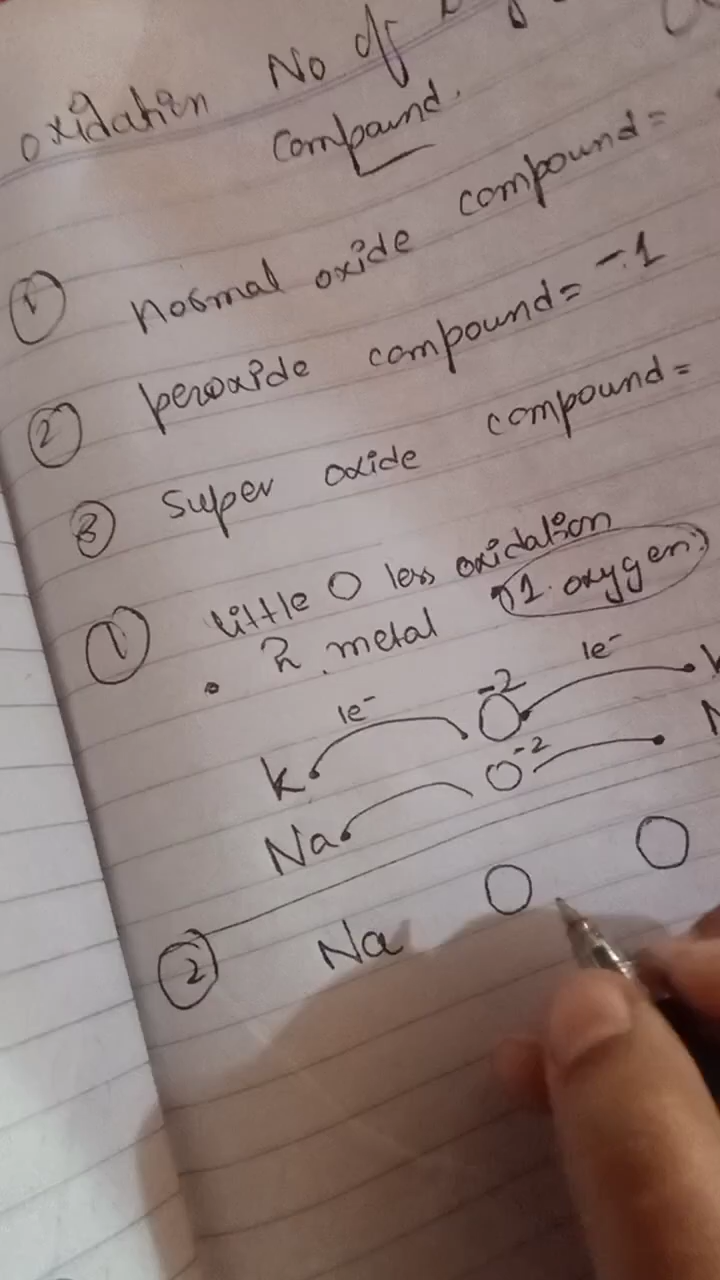 oxidation No of
compound.
① normal oxide compound=
② peroxide compound= -1
③ super oxide compound=
① little O less oxidation
• 2 metal 1 oxygen
1e⁻ 1e⁻
K O⁻² K
Na O⁻² N
② Na O O